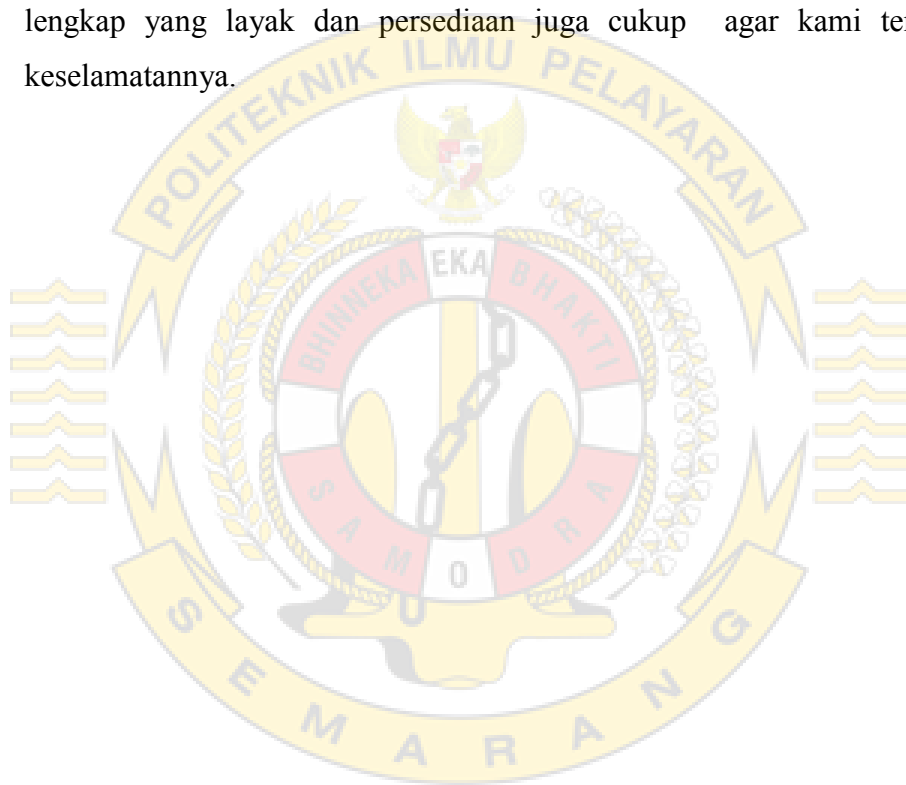 lengkap yang layak dan persediaan juga cukup agar kami
keselamatannya.
POLITEKNIK ILMU PELAYARAN
BHINNEKA EKA BHAKTI
SAMODRA
SEMARANG